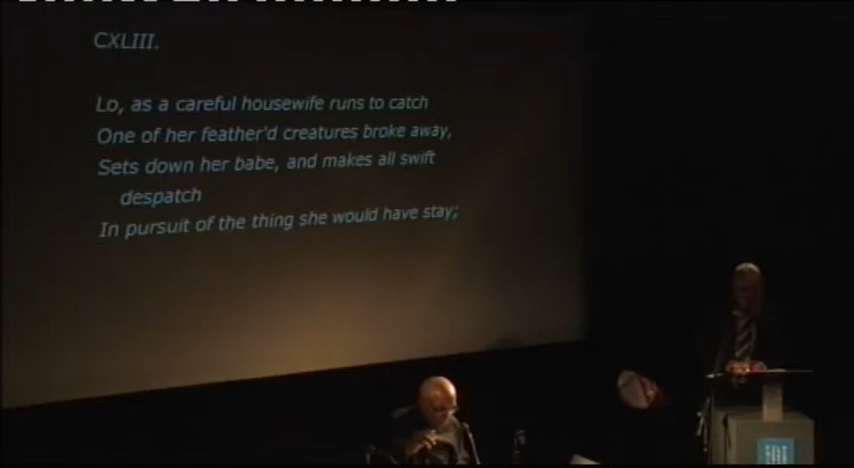 CXLIII.
Lo, as a careful housewife runs to catch
One of her feather'd creatures broke away,
Sets down her babe, and makes all swift
despatch
In pursuit of the thing she would have stay;